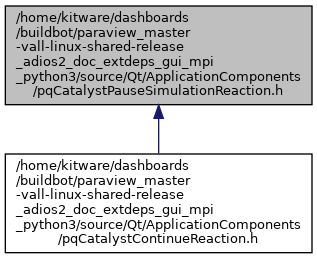 /home/kitware/dashboards
/buildbot/paraview_master
-vall-linux-shared-release
_adios2_doc_extdeps_gui_mpi
_python3/source/Qt/ApplicationComponents
/pqCatalystPauseSimulationReaction.h
/home/kitware/dashboards
/buildbot/paraview_master
-vall-linux-shared-release
_adios2_doc_extdeps_gui_mpi
_python3/source/Qt/ApplicationComponents
/pqCatalystContinueReaction.h